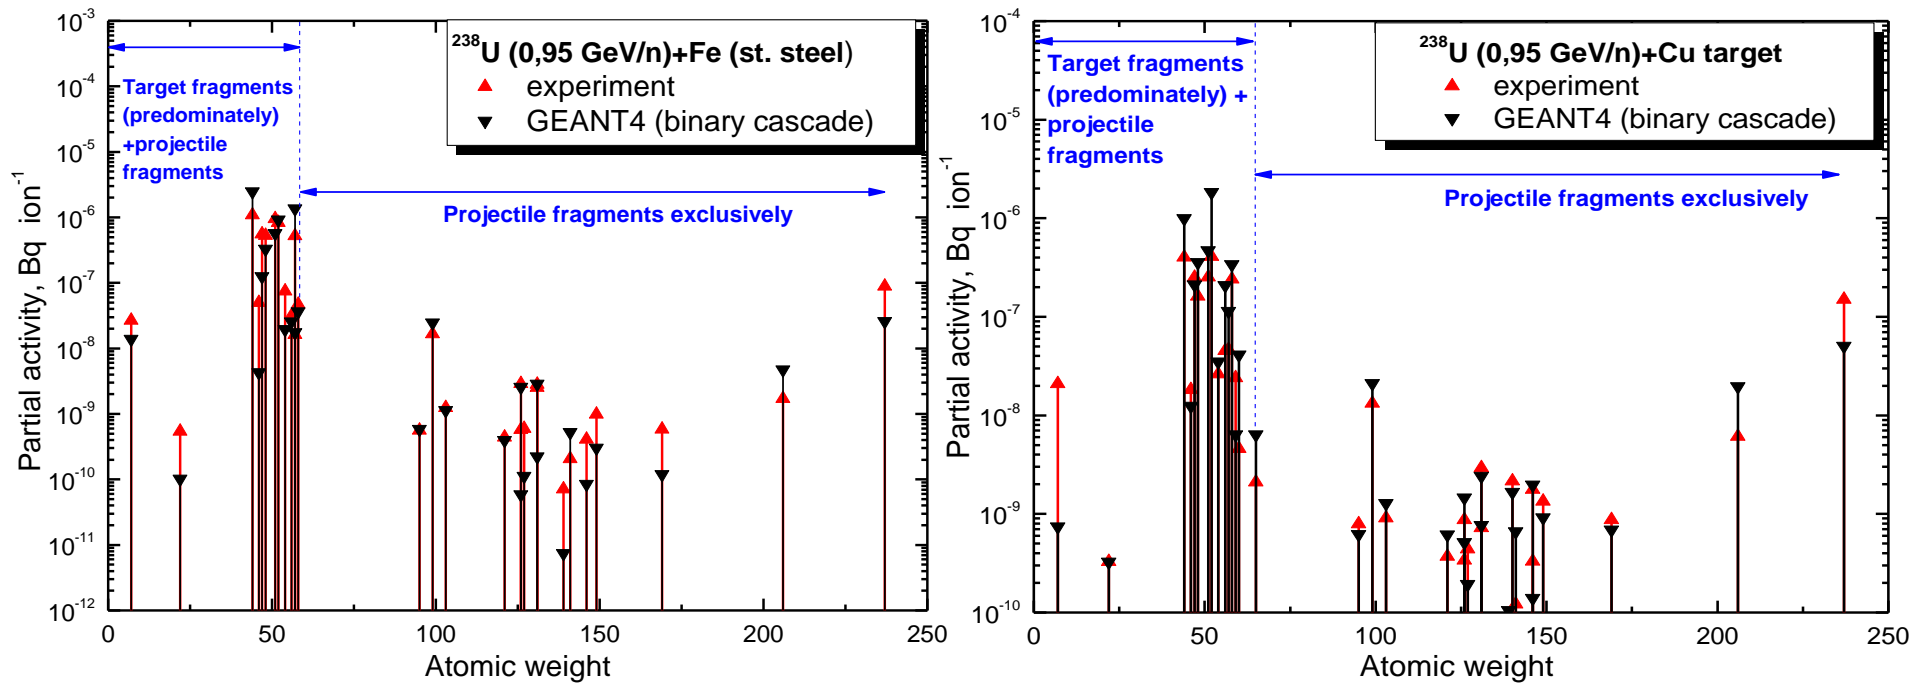 10⁻³
10⁻⁴
10⁻⁵
10⁻⁶
10⁻⁷
10⁻⁸
10⁻⁹
10⁻¹⁰
10⁻¹¹
10⁻¹²
Partial activity, Bq ion⁻¹
²³⁸U (0,95 GeV/n)+Fe (st. steel)
experiment
GEANT4 (binary cascade)
Target fragments
(predominately)
+projectile
fragments
Projectile fragments exclusively
0 50 100 150 200 250
Atomic weight
10⁻⁴
10⁻⁵
10⁻⁶
10⁻⁷
10⁻⁸
10⁻⁹
10⁻¹⁰
Partial activity, Bq ion⁻¹
²³⁸U (0,95 GeV/n)+Cu target
experiment
GEANT4 (binary cascade)
Target fragments
(predominately) +
projectile
fragments
Projectile fragments exclusively
0 50 100 150 200 250
Atomic weight